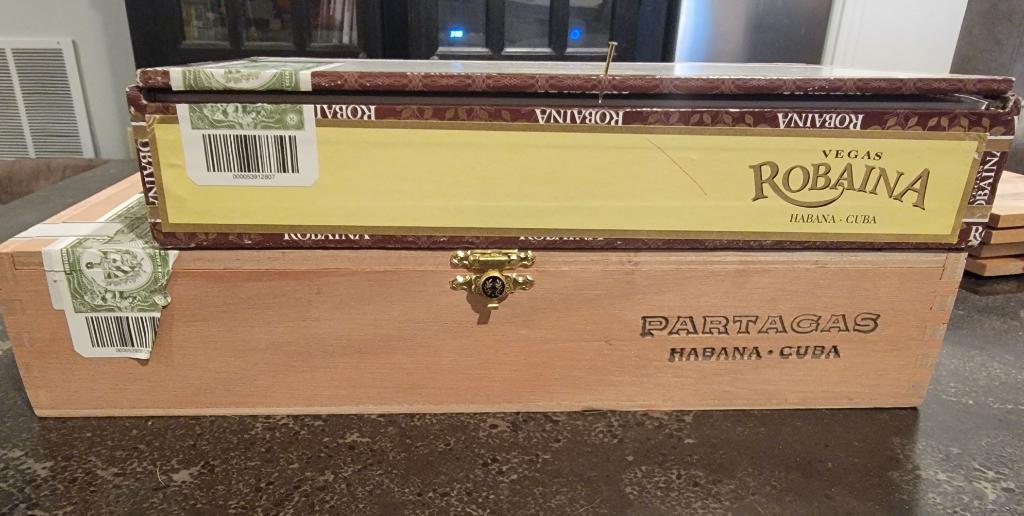 ROBAINA
ROBAINA
ROBAINA
000053912807
VEGAS
ROBAINA
HABANA · CUBA
ROBAINA
ROBAINA
PARTAGAS
HABANA · CUBA